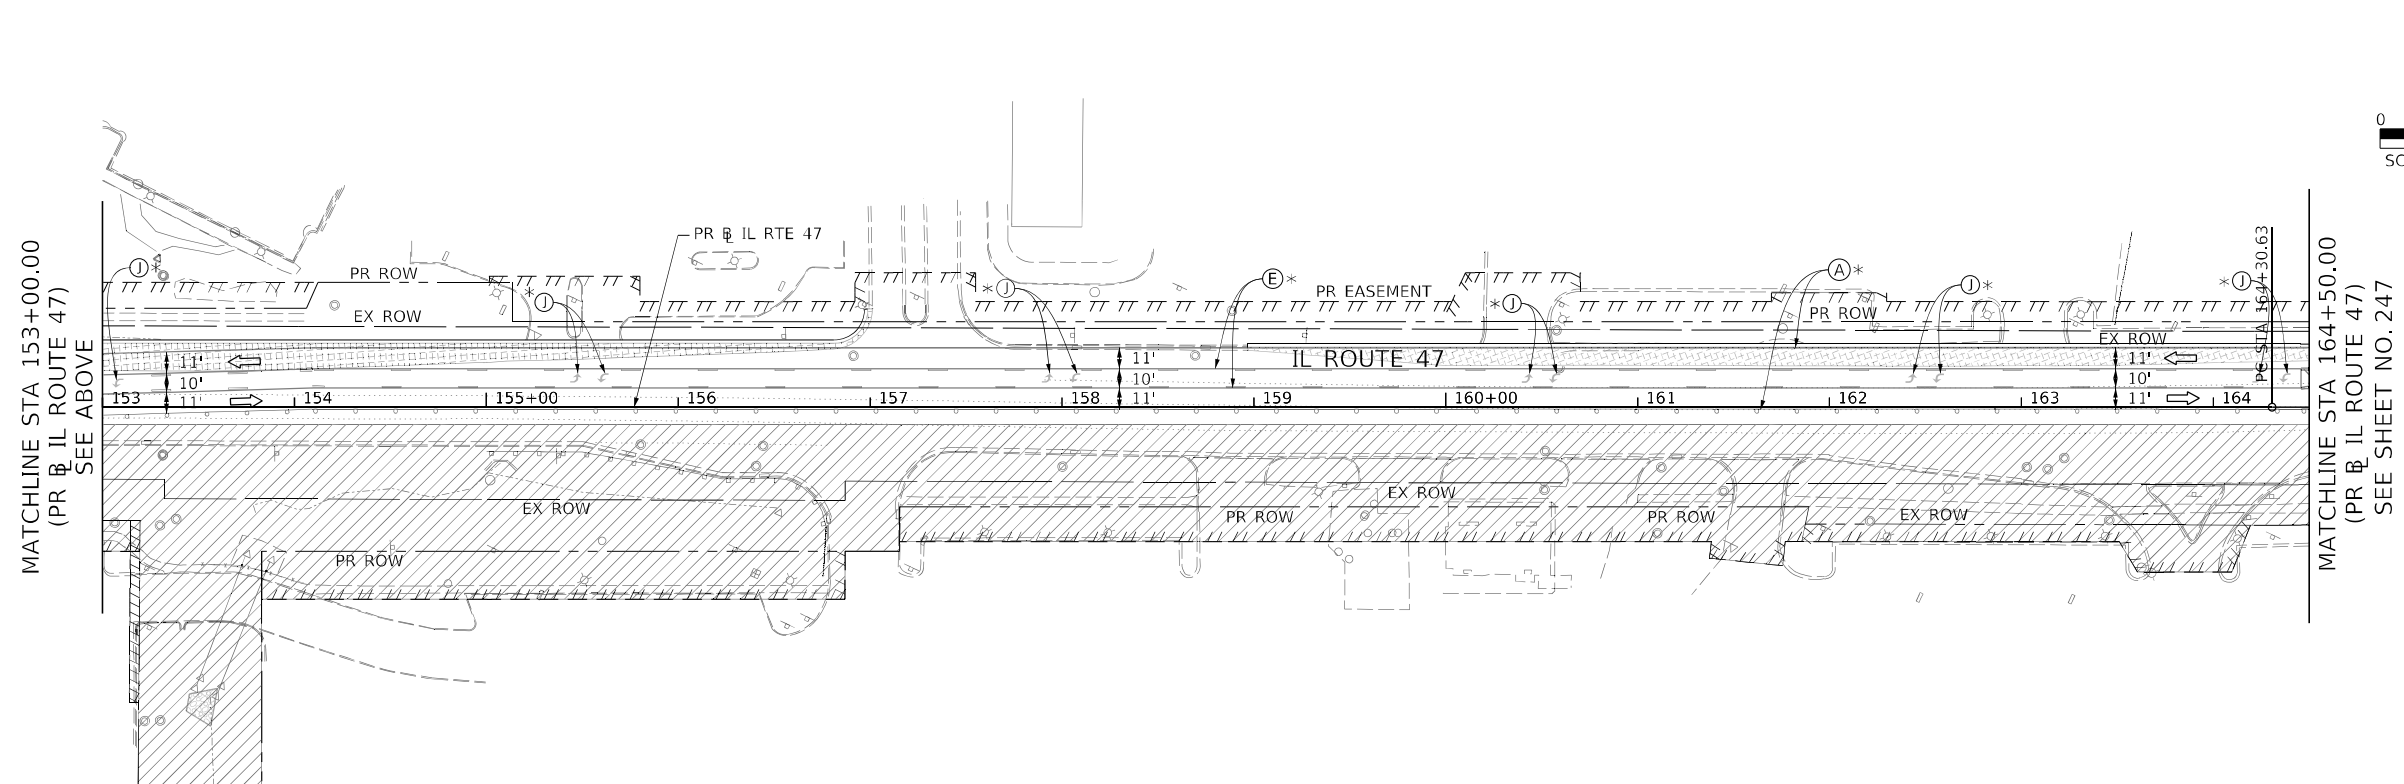 MATCHLINE STA 153+00.00
(PR BL IL ROUTE 47)
SEE ABOVE
J*
PR ROW
EX ROW
*J
PR BL IL RTE 47
*J
E*
PR EASEMENT
*J
A*
J*
PR ROW
*J
PC STA 164+30.63
EX ROW
11'
10'
11'
11'
10'
11'
IL ROUTE 47
11'
10'
11'
153
154
155+00
156
157
158
159
160+00
161
162
163
164
EX ROW
PR ROW
EX ROW
PR ROW
PR ROW
EX ROW
MATCHLINE STA 164+50.00
(PR BL IL ROUTE 47)
SEE SHEET NO. 247
0
SC